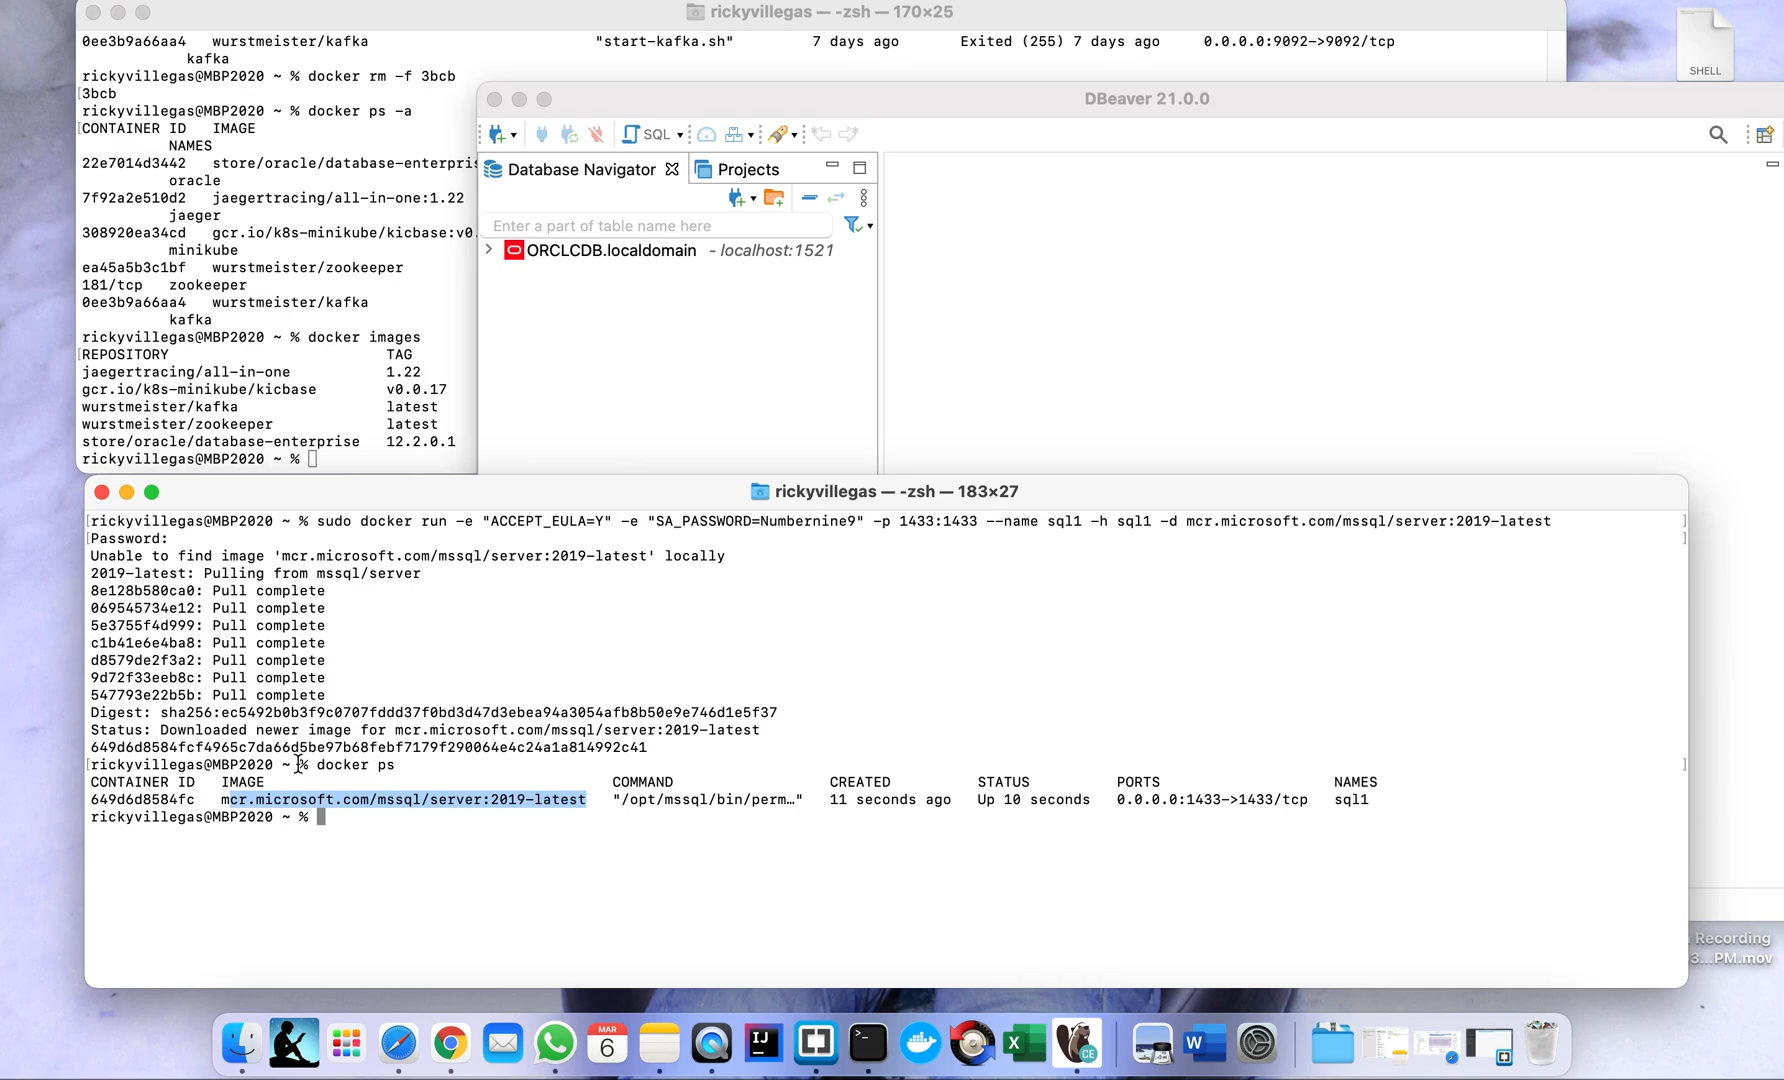 rickyvillegas — -zsh — 170×25
0ee3b9a66aa4   wurstmeister/kafka   "start-kafka.sh"   7 days ago   Exited (255) 7 days ago   0.0.0.0:9092->9092/tcp
kafka
rickyvillegas@MBP2020 ~ % docker rm -f 3bcb
3bcb
rickyvillegas@MBP2020 ~ % docker ps -a
CONTAINER ID   IMAGE
NAMES
22e7014d3442   store/oracle/database-enterpris
oracle
7f92a2e510d2   jaegertracing/all-in-one:1.22
jaeger
308920ea34cd   gcr.io/k8s-minikube/kicbase:v0.
minikube
ea45a5b3c1bf   wurstmeister/zookeeper
181/tcp   zookeeper
0ee3b9a66aa4   wurstmeister/kafka
kafka
rickyvillegas@MBP2020 ~ % docker images
REPOSITORY   TAG
jaegertracing/all-in-one   1.22
gcr.io/k8s-minikube/kicbase   v0.0.17
wurstmeister/kafka   latest
wurstmeister/zookeeper   latest
store/oracle/database-enterprise   12.2.0.1
rickyvillegas@MBP2020 ~ %
SHELL
DBeaver 21.0.0
SQL
Database Navigator   Projects
Enter a part of table name here
ORCLCDB.localdomain   - localhost:1521
rickyvillegas — -zsh — 183×27
rickyvillegas@MBP2020 ~ % sudo docker run -e "ACCEPT_EULA=Y" -e "SA_PASSWORD=Numbernine9" -p 1433:1433 --name sql1 -h sql1 -d mcr.microsoft.com/mssql/server:2019-latest
Password:
Unable to find image 'mcr.microsoft.com/mssql/server:2019-latest' locally
2019-latest: Pulling from mssql/server
8e128b580ca0: Pull complete
069545734e12: Pull complete
5e3755f4d999: Pull complete
c1b41e6e4ba8: Pull complete
d8579de2f3a2: Pull complete
9d72f33eeb8c: Pull complete
547793e22b5b: Pull complete
Digest: sha256:ec5492b0b3f9c0707fddd37f0bd3d47d3ebea94a3054afb8b50e9e746d1e5f37
Status: Downloaded newer image for mcr.microsoft.com/mssql/server:2019-latest
649d6d8584fcf4965c7da66d5be97b68febf7179f290064e4c24a1a814992c41
rickyvillegas@MBP2020 ~ % docker ps
CONTAINER ID   IMAGE   COMMAND   CREATED   STATUS   PORTS   NAMES
649d6d8584fc   mcr.microsoft.com/mssql/server:2019-latest   "/opt/mssql/bin/perm…"   11 seconds ago   Up 10 seconds   0.0.0.0:1433->1433/tcp   sql1
rickyvillegas@MBP2020 ~ %
Recording
3...PM.mov
MAR
6
IJ
>_
X
CE
W